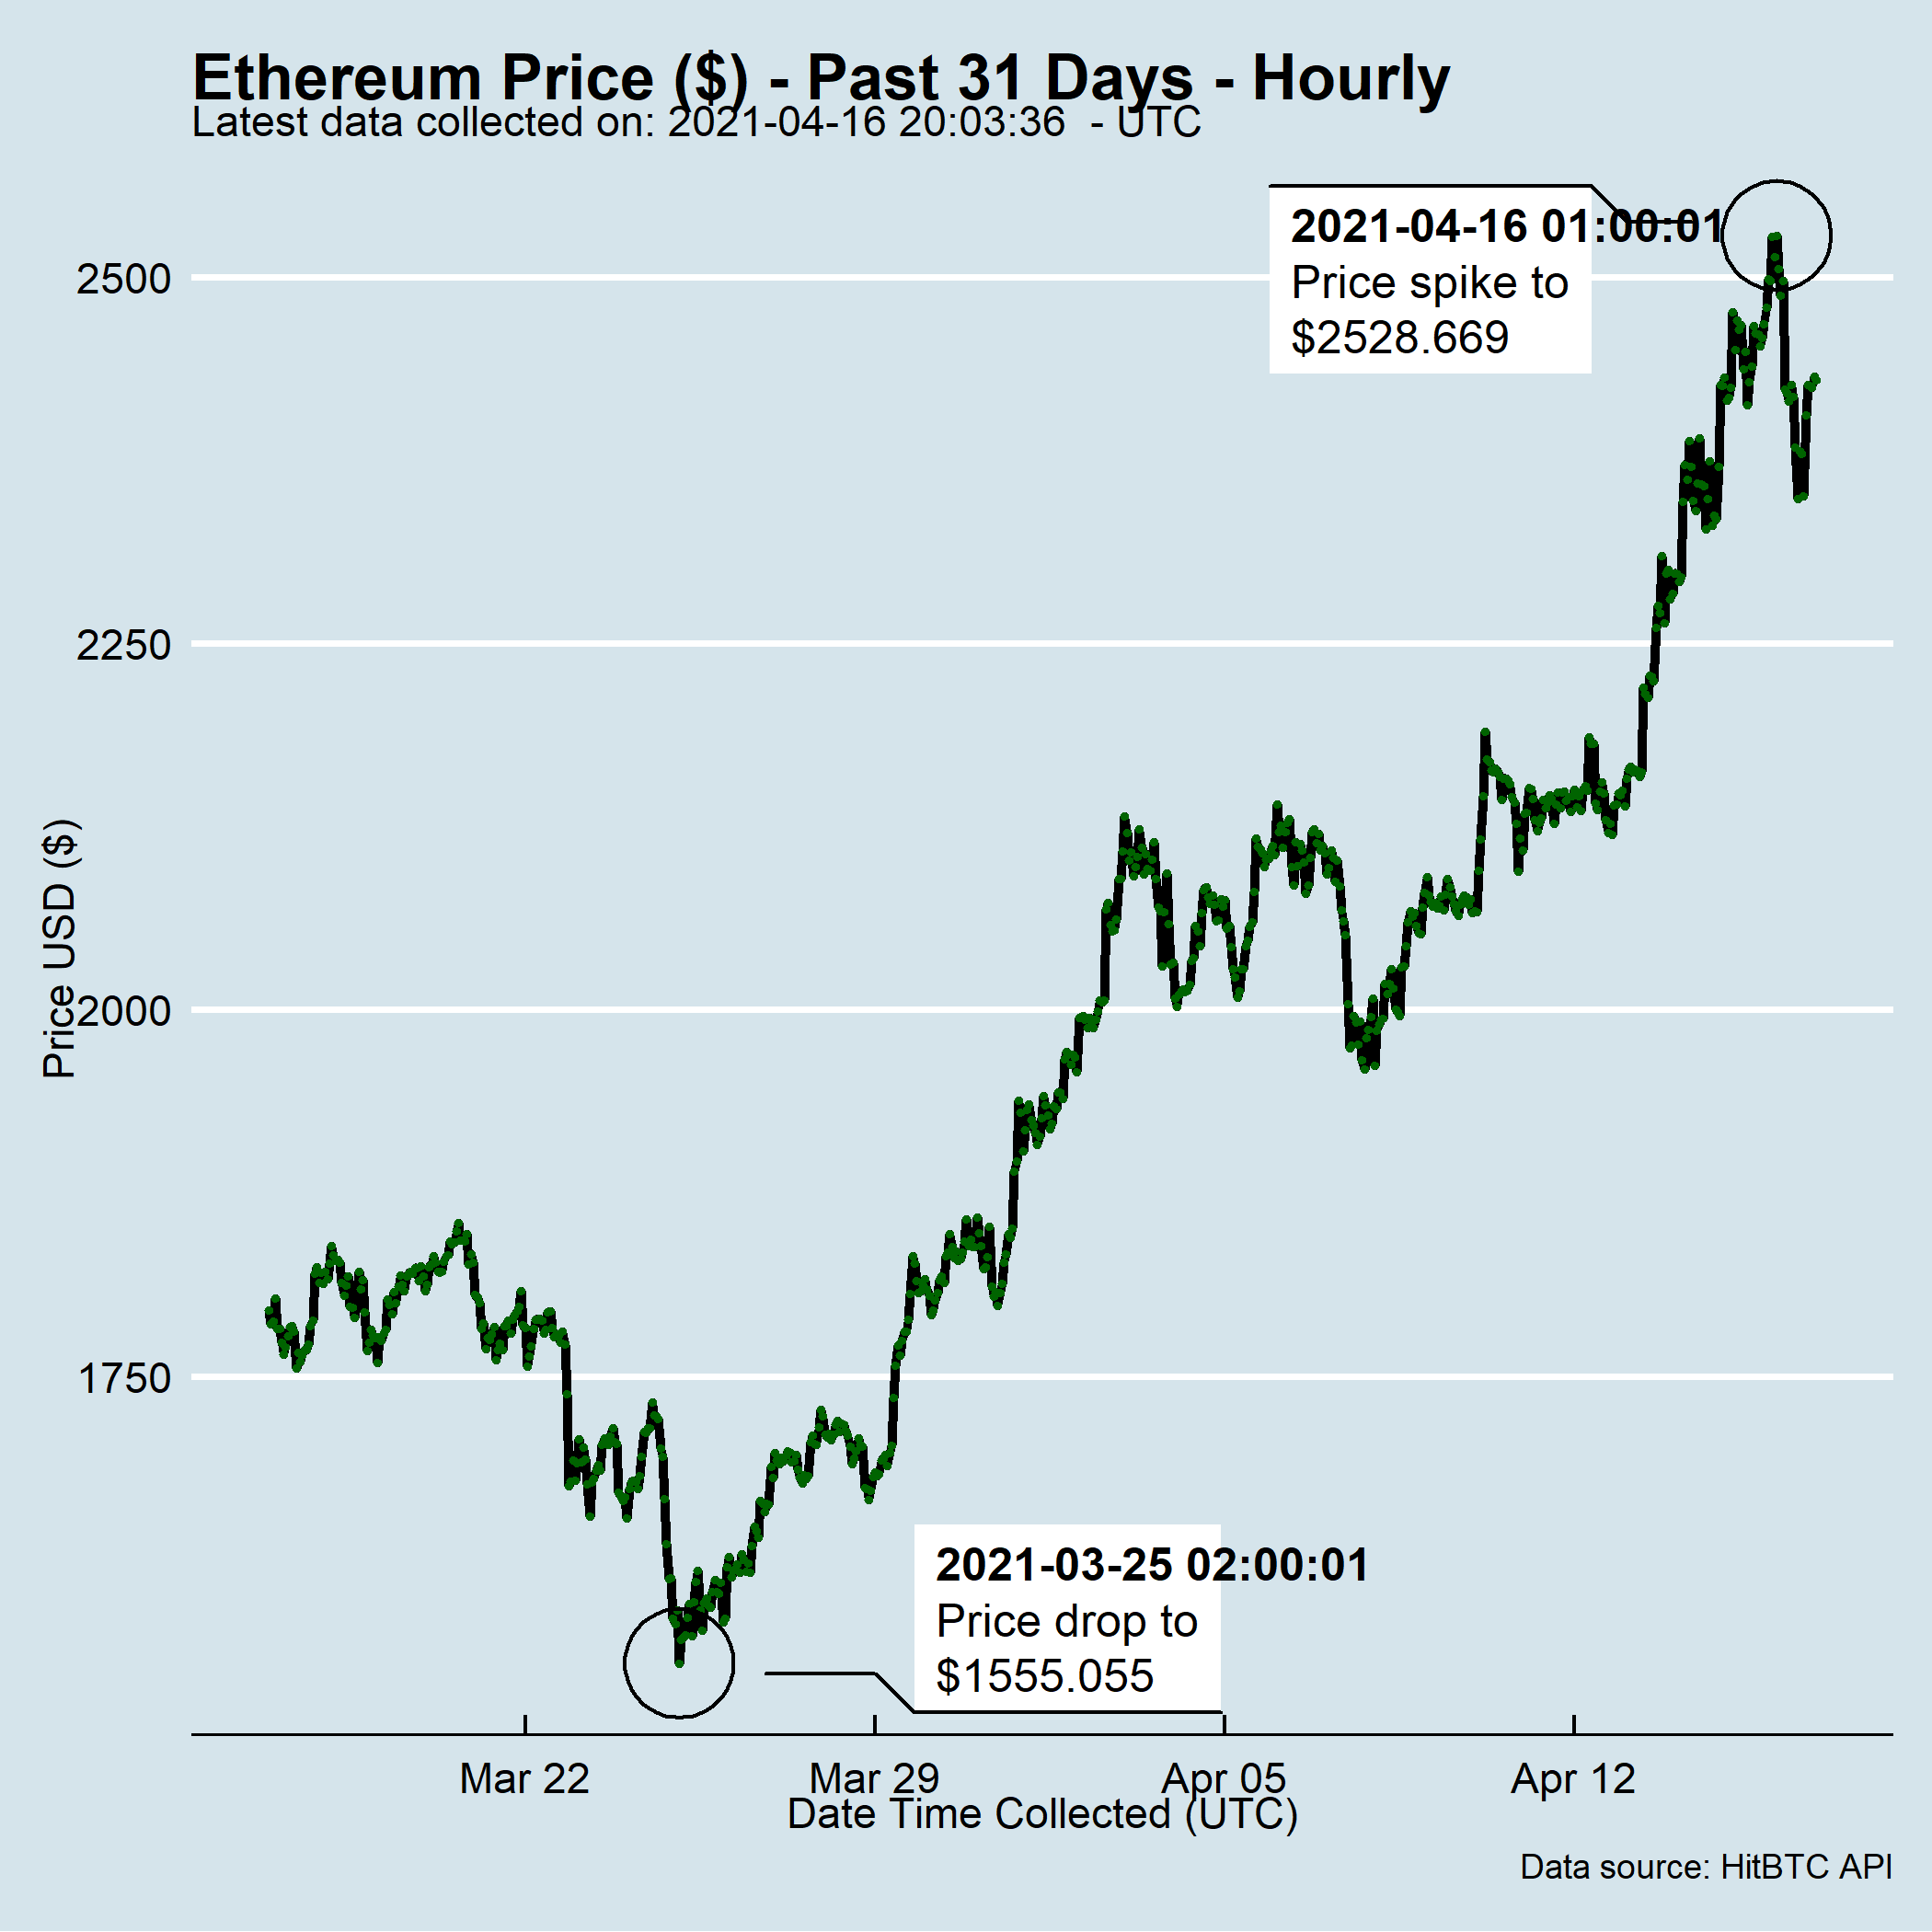 Ethereum Price ($) - Past 31 Days - Hourly
Latest data collected on: 2021-04-16 20:03:36  - UTC
2021-04-16 01:00:01
Price spike to
$2528.669
2500
2250
2000
1750
Price USD ($)
2021-03-25 02:00:01
Price drop to
$1555.055
Mar 22
Mar 29
Apr 05
Apr 12
Date Time Collected (UTC)
Data source: HitBTC API